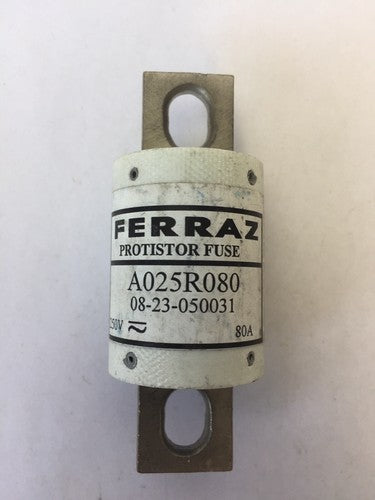 FERRAZ
PROTISTOR FUSE
A025R080
08-23-050031
80A